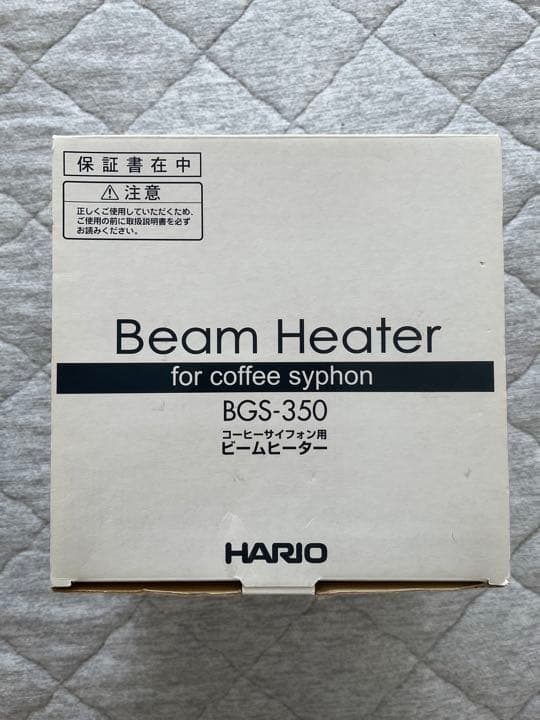 保証書在中
⚠注意
正しくご使用していただくため、
ご使用の前に取扱説明書を必ず
お読みください。
Beam Heater
for coffee syphon
BGS-350
コーヒーサイフォン用
ビームヒーター
HARIO